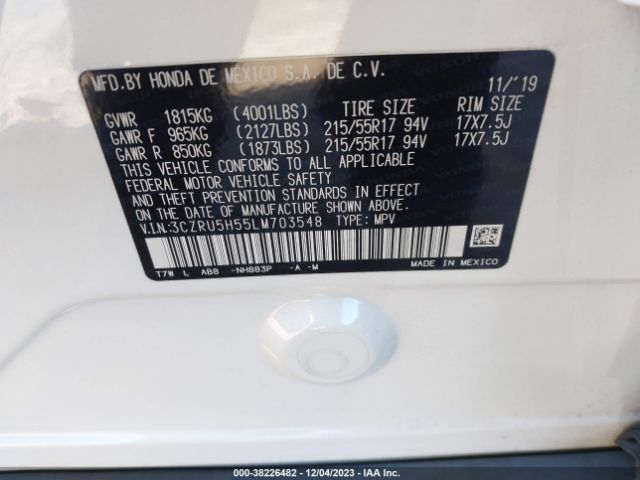 MFD.BY HONDA DE MEXICO S.A. DE C.V. 11/'19
GVWR 1815KG (4001LBS) TIRE SIZE RIM SIZE
GAWR F 965KG (2127LBS) 215/55R17 94V 17X7.5J
GAWR R 850KG (1873LBS) 215/55R17 94V 17X7.5J
THIS VEHICLE CONFORMS TO ALL APPLICABLE
FEDERAL MOTOR VEHICLE SAFETY
AND THEFT PREVENTION STANDARDS IN EFFECT
ON THE DATE OF MANUFACTURE SHOWN ABOVE.
V.I.N:3CZRU5H55LM703548 TYPE: MPV
T7W L AB8 -NH883P -A -M
MADE IN MEXICO
000-38226482 - 12/04/2023 - IAA Inc.